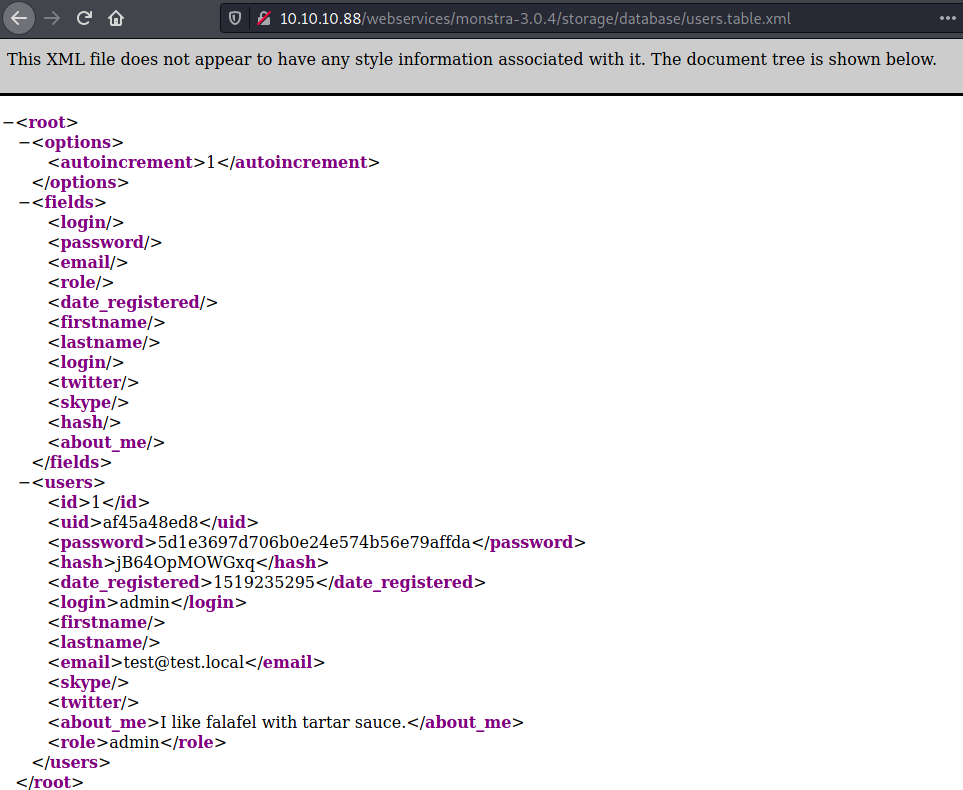 10.10.10.88/webservices/monstra-3.0.4/storage/database/users.table.xml
This XML file does not appear to have any style information associated with it. The document tree is shown below.
−<root>
−<options>
<autoincrement>1</autoincrement>
</options>
−<fields>
<login/>
<password/>
<email/>
<role/>
<date_registered/>
<firstname/>
<lastname/>
<login/>
<twitter/>
<skype/>
<hash/>
<about_me/>
</fields>
−<users>
<id>1</id>
<uid>af45a48ed8</uid>
<password>5d1e3697d706b0e24e574b56e79affda</password>
<hash>jB64OpMOWGxq</hash>
<date_registered>1519235295</date_registered>
<login>admin</login>
<firstname/>
<lastname/>
<email>test@test.local</email>
<skype/>
<twitter/>
<about_me>I like falafel with tartar sauce.</about_me>
<role>admin</role>
</users>
</root>